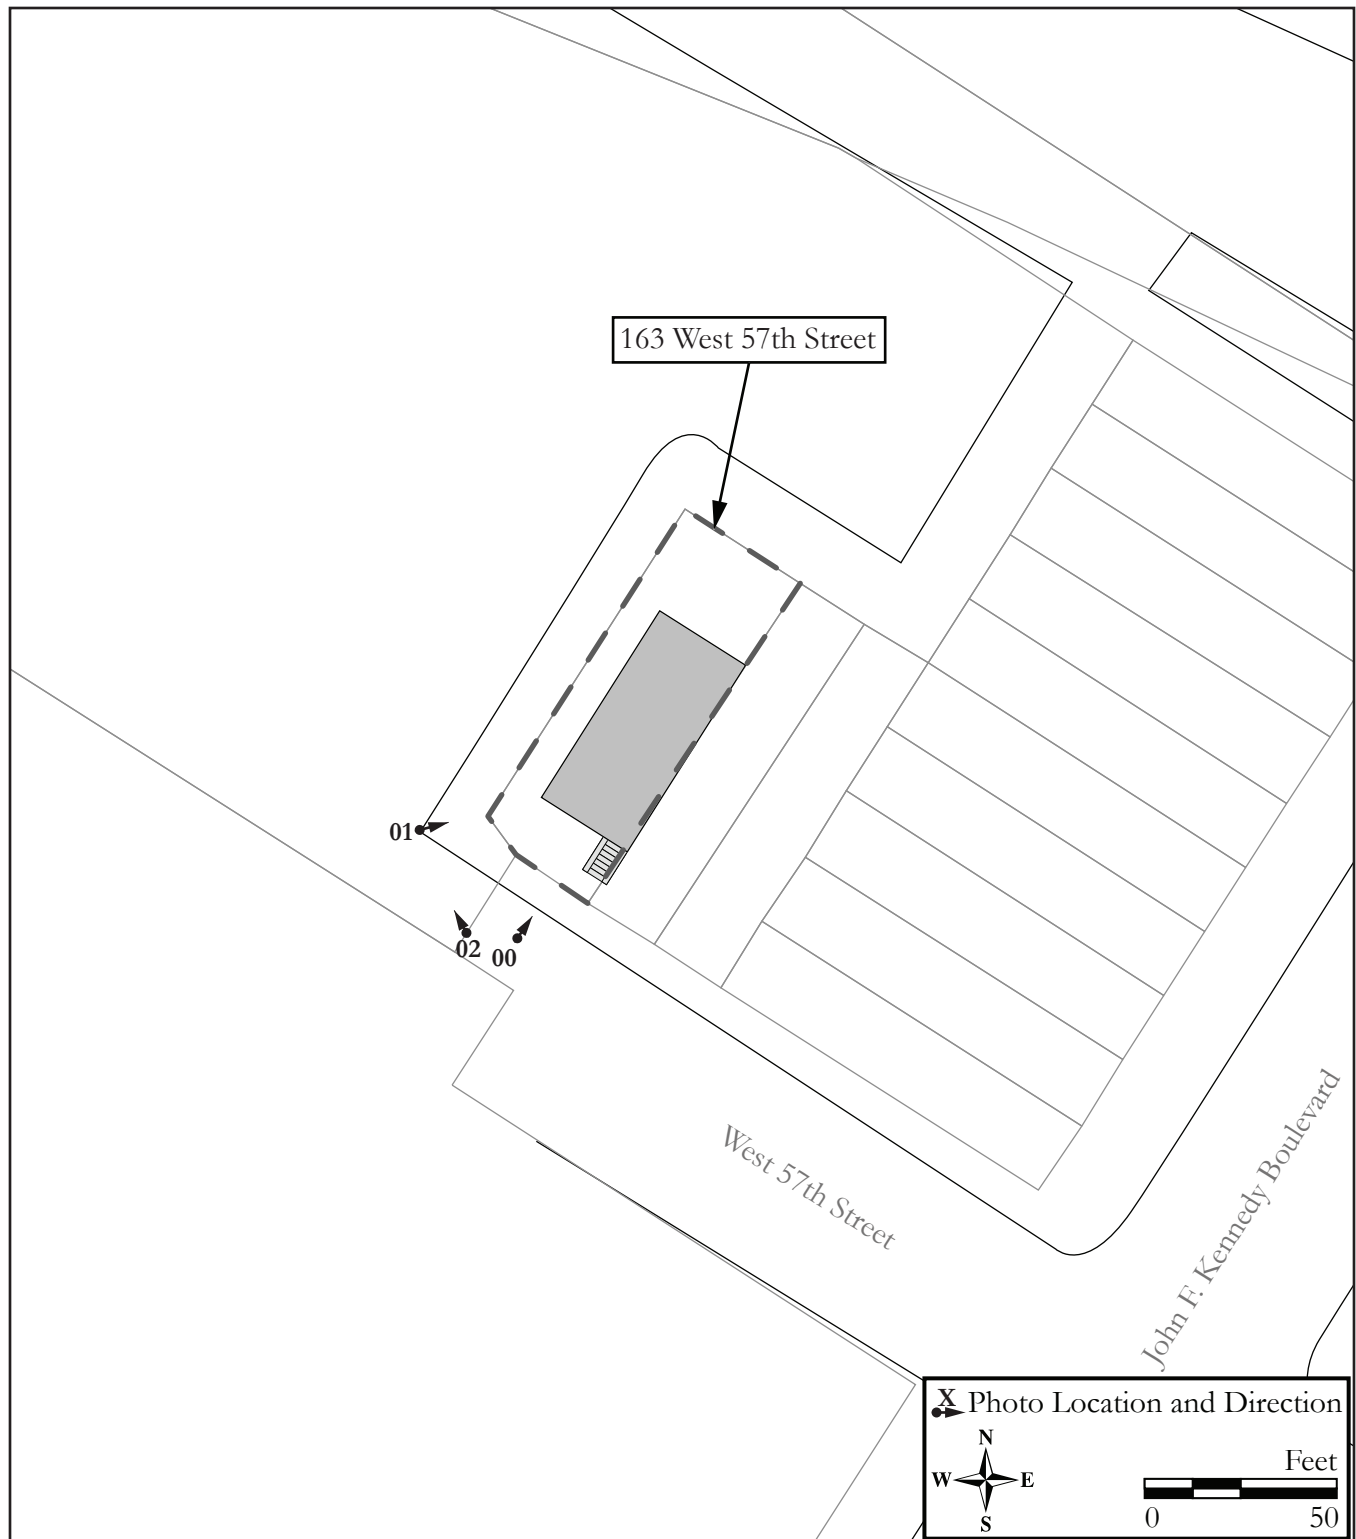 163 West 57th Street
01
02
00
West 57th Street
John F. Kennedy Boulevard
X Photo Location and Direction
N
W E
S
Feet
0 50